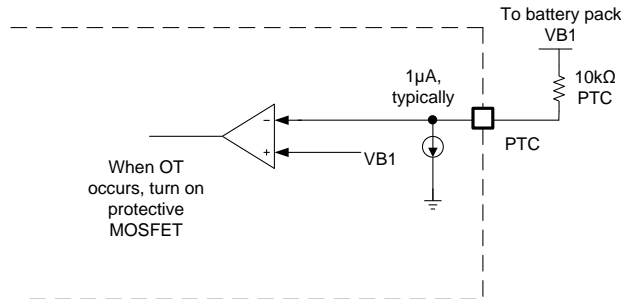 To battery pack
VB1
10kΩ
PTC
1µA,
typically
−
+
VB1
PTC
When OT
occurs, turn on
protective
MOSFET